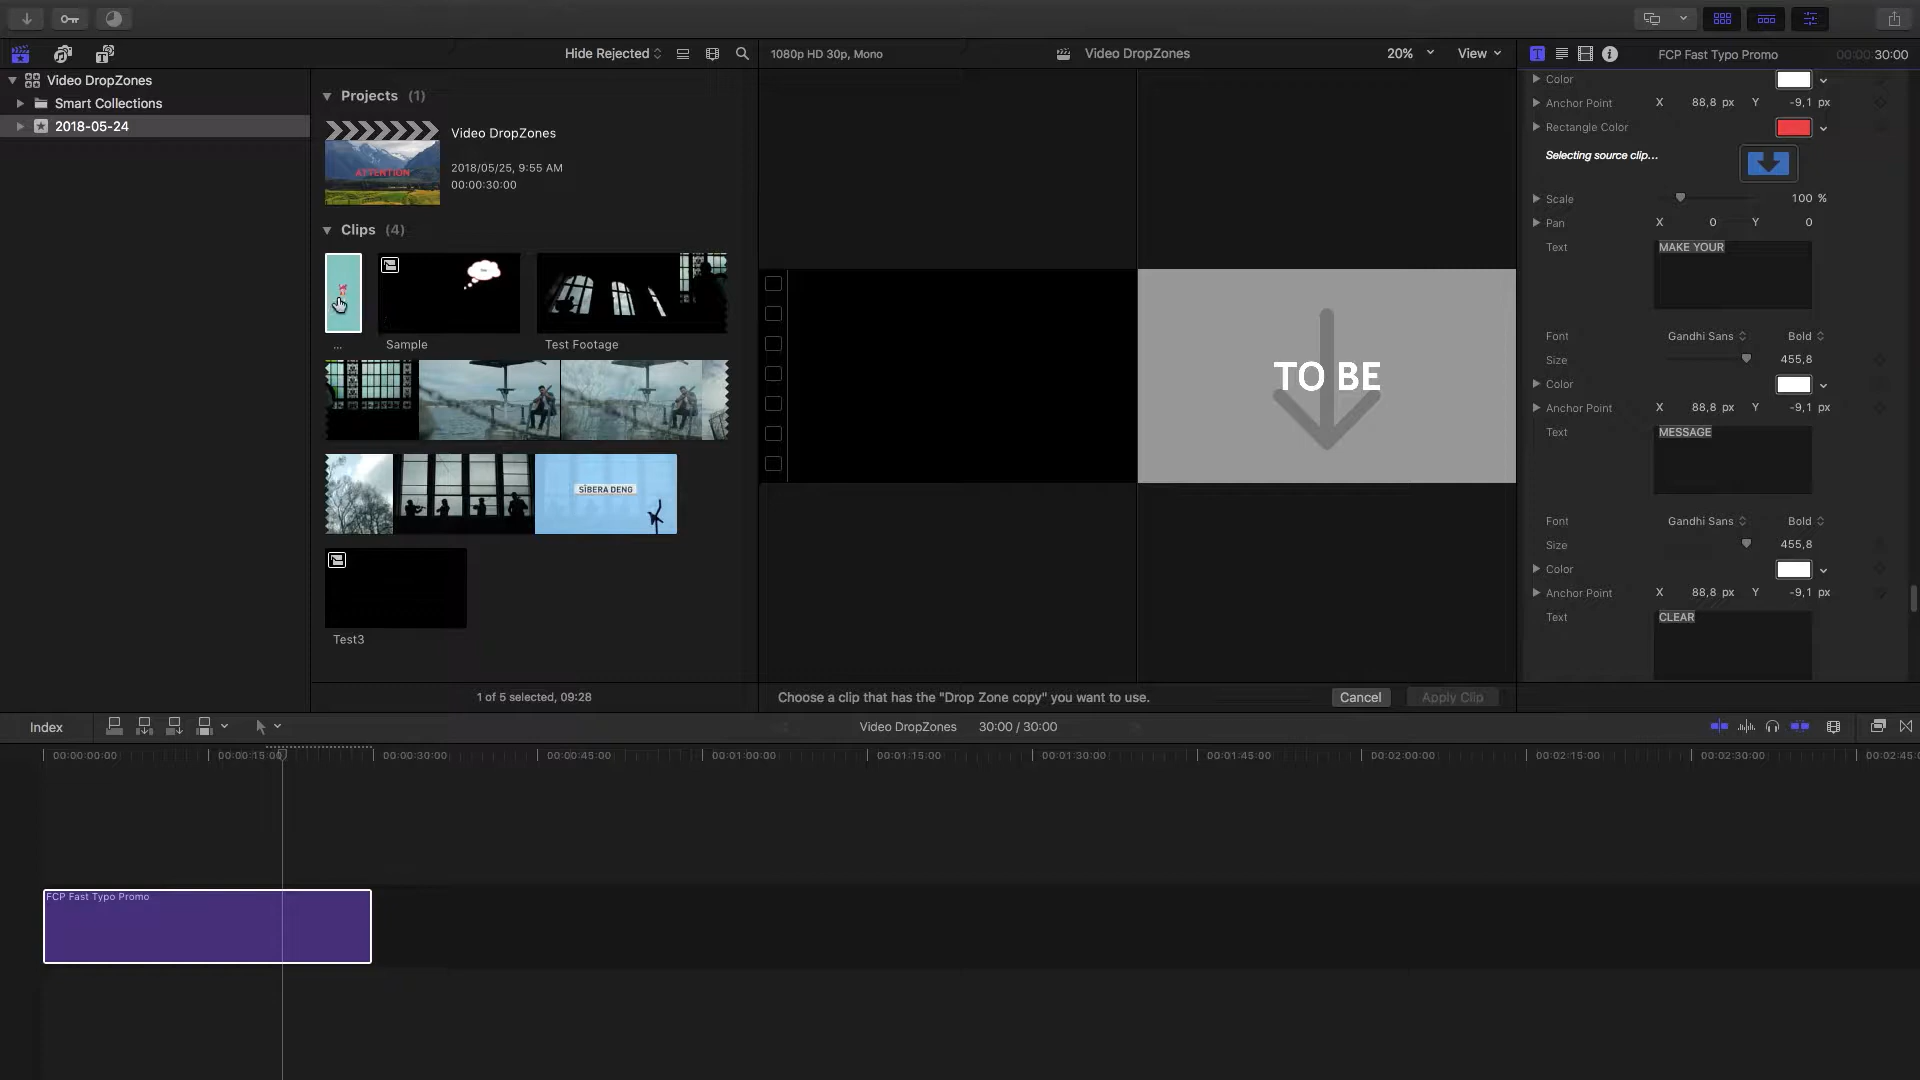 Hide Rejected
1080p HD 30p, Mono
Video DropZones
20%
View
FCP Fast Typo Promo
00:00:30:00
Video DropZones
Smart Collections
2018-05-24
Projects (1)
Video DropZones
2018/05/25, 9:55 AM
00:00:30:00
ATTENTION
Clips (4)
...
Sample
Test Footage
SİBERA DENG
Test3
1 of 5 selected, 09:28
TO BE
Choose a clip that has the "Drop Zone copy" you want to use.
Cancel
Apply Clip
Color
Anchor Point X 88,8 px Y -9,1 px
Rectangle Color
Selecting source clip...
Scale 100 %
Pan X 0 Y 0
Text MAKE YOUR
Font Gandhi Sans Bold
Size 455,8
Color
Anchor Point X 88,8 px Y -9,1 px
Text MESSAGE
Font Gandhi Sans Bold
Size 455,8
Color
Anchor Point X 88,8 px Y -9,1 px
Text CLEAR
Index
Video DropZones 30:00 / 30:00
00:00:00:00
00:00:15:00
00:00:30:00
00:00:45:00
00:01:00:00
00:01:15:00
00:01:30:00
00:01:45:00
00:02:00:00
00:02:15:00
00:02:30:00
00:02:45:0
FCP Fast Typo Promo